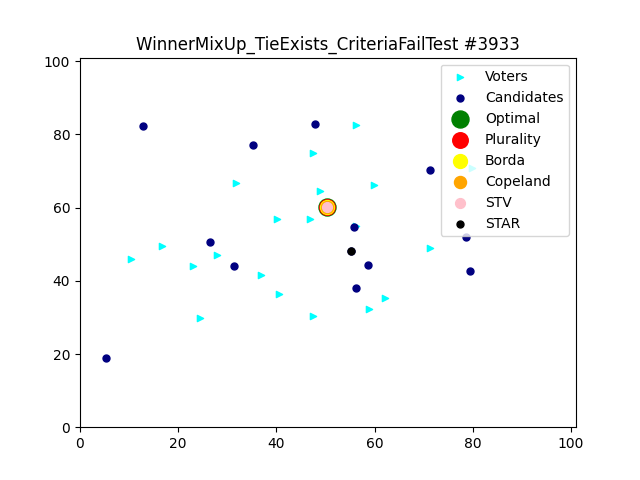 WinnerMixUp_TieExists_CriteriaFailTest #3933
100
80
60
40
20
0
0 20 40 60 80 100
Voters
Candidates
Optimal
Plurality
Borda
Copeland
STV
STAR